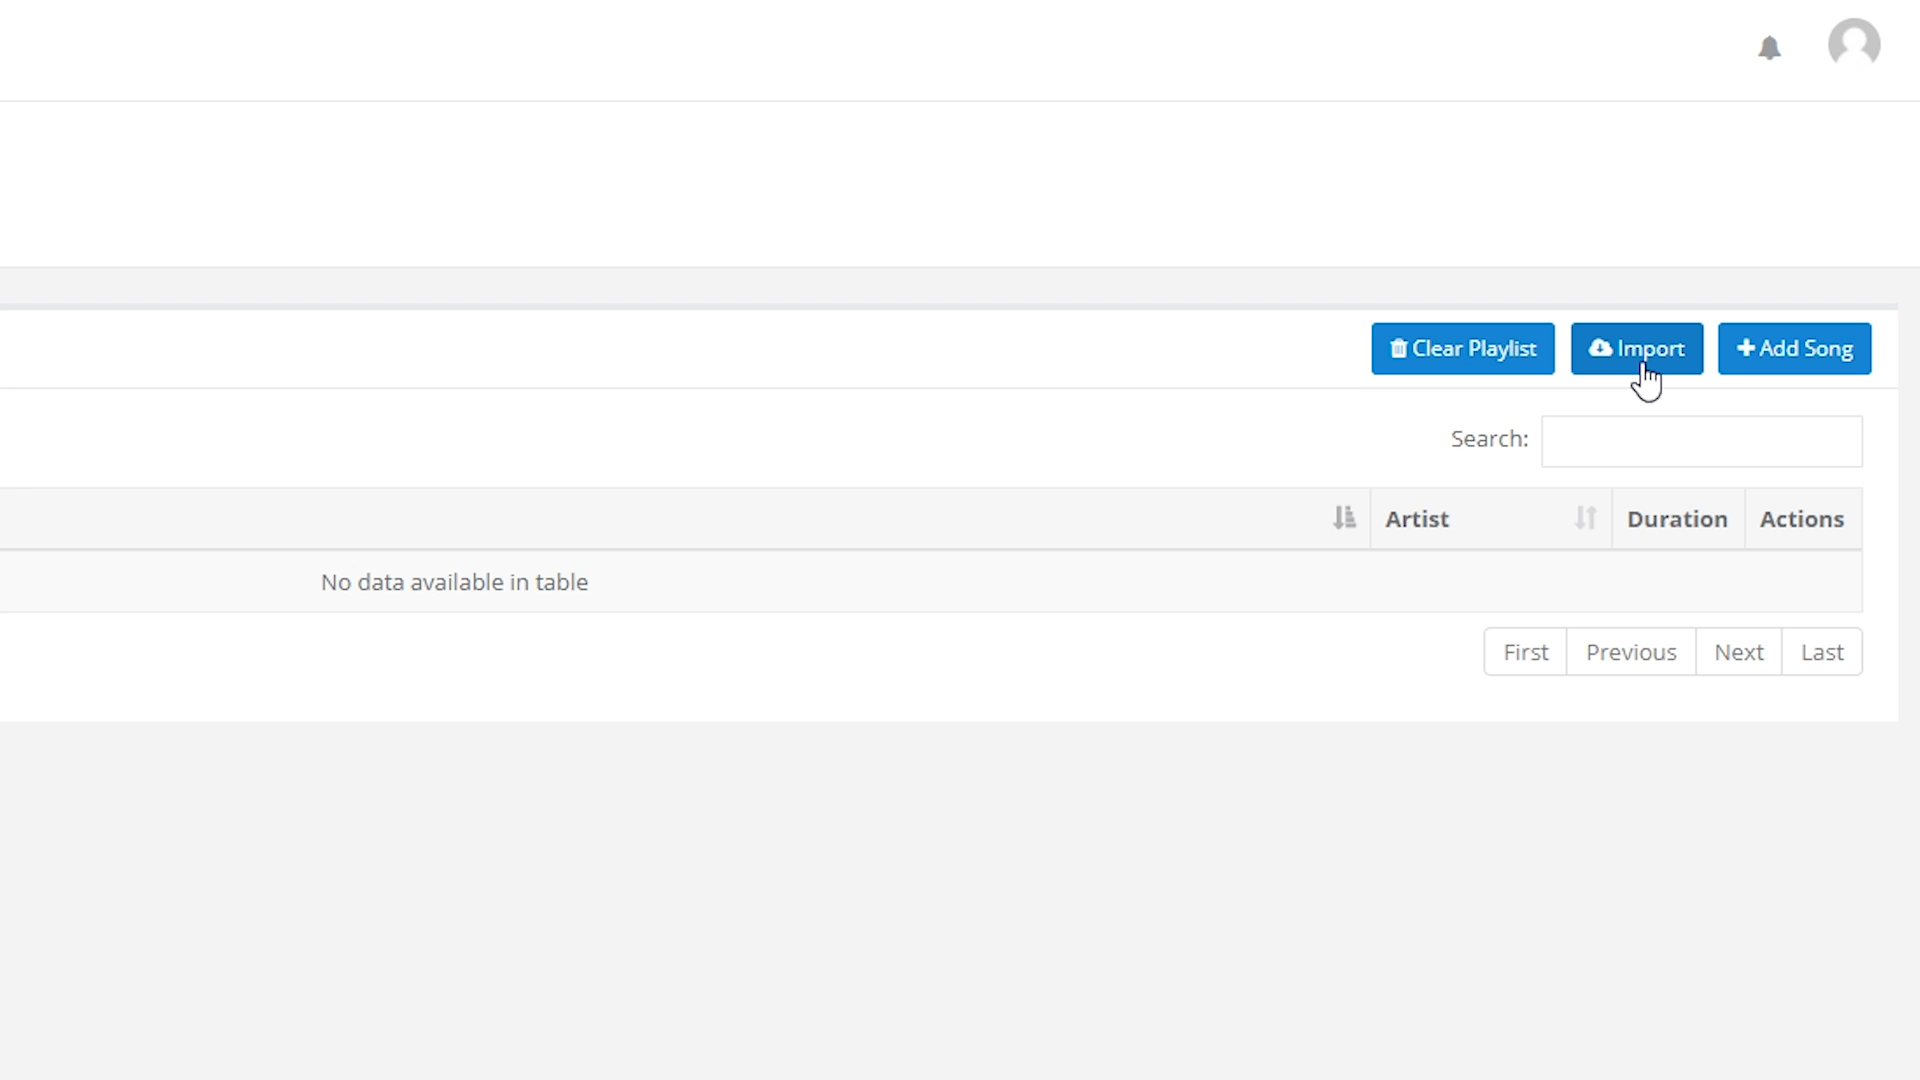 Clear Playlist Import Add Song
Search:
Artist Duration Actions
No data available in table
First Previous Next Last